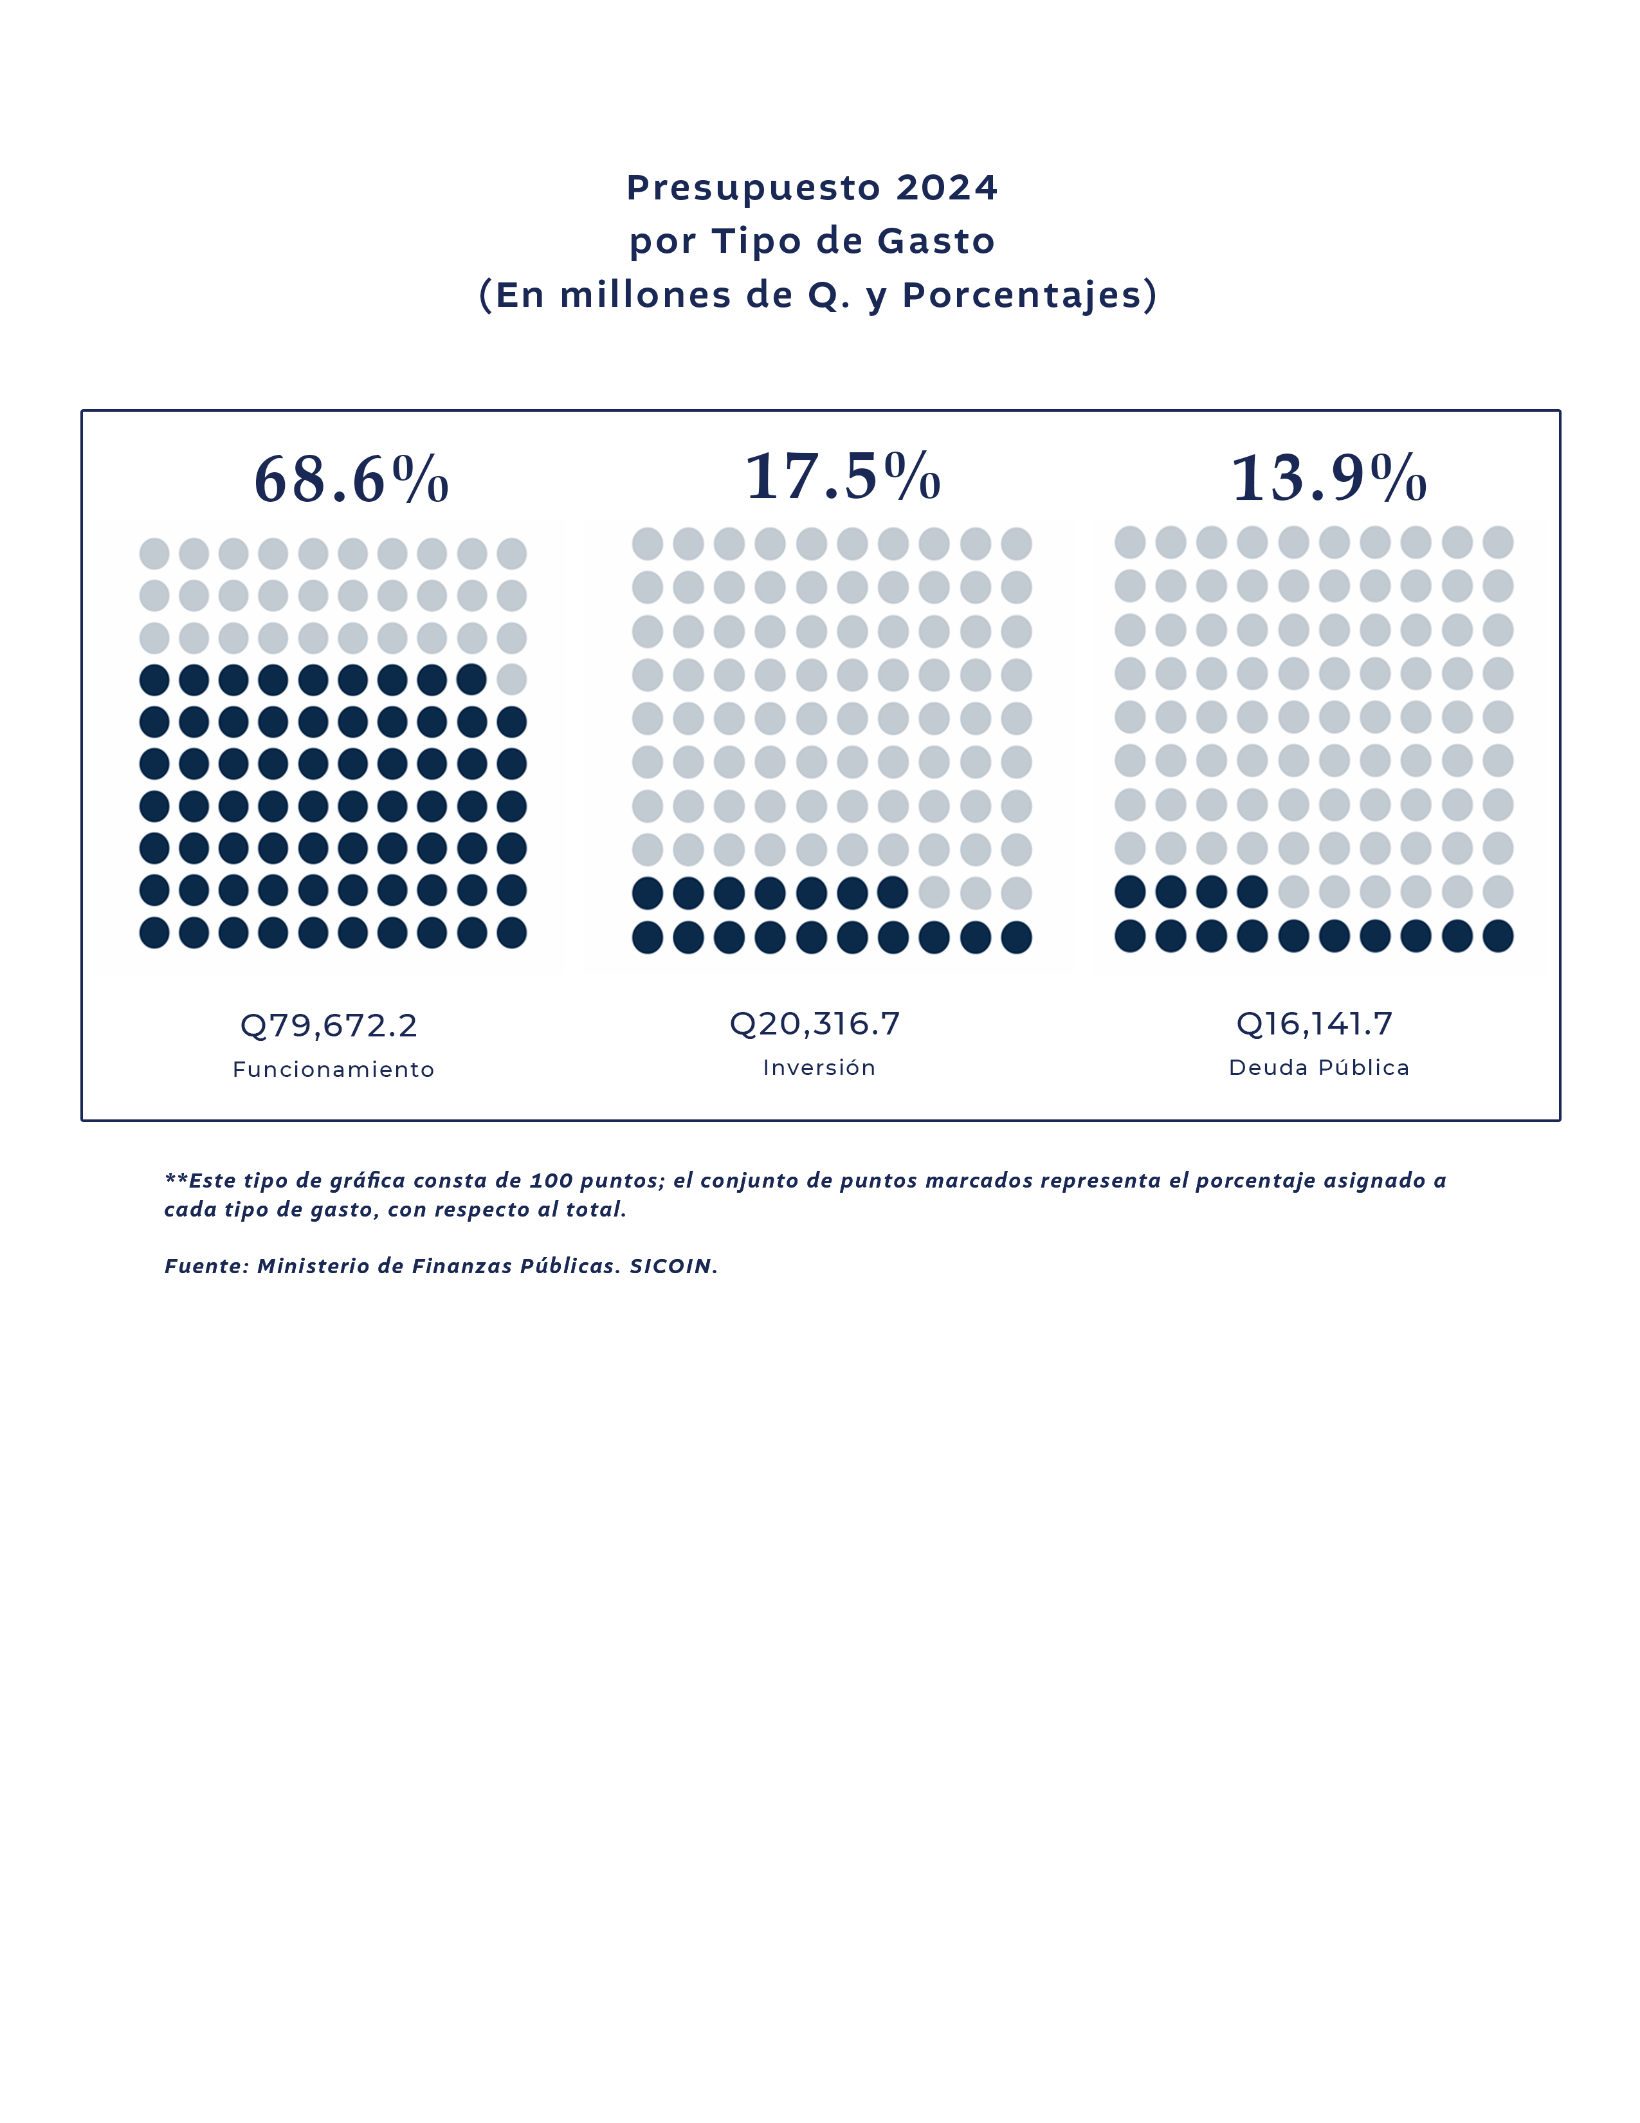 Presupuesto 2024
por Tipo de Gasto
(En millones de Q. y Porcentajes)
68.6%
17.5%
13.9%
Q79,672.2
Funcionamiento
Q20,316.7
Inversión
Q16,141.7
Deuda Pública
**Este tipo de gráfica consta de 100 puntos; el conjunto de puntos marcados representa el porcentaje asignado a
cada tipo de gasto, con respecto al total.
Fuente: Ministerio de Finanzas Públicas. SICOIN.